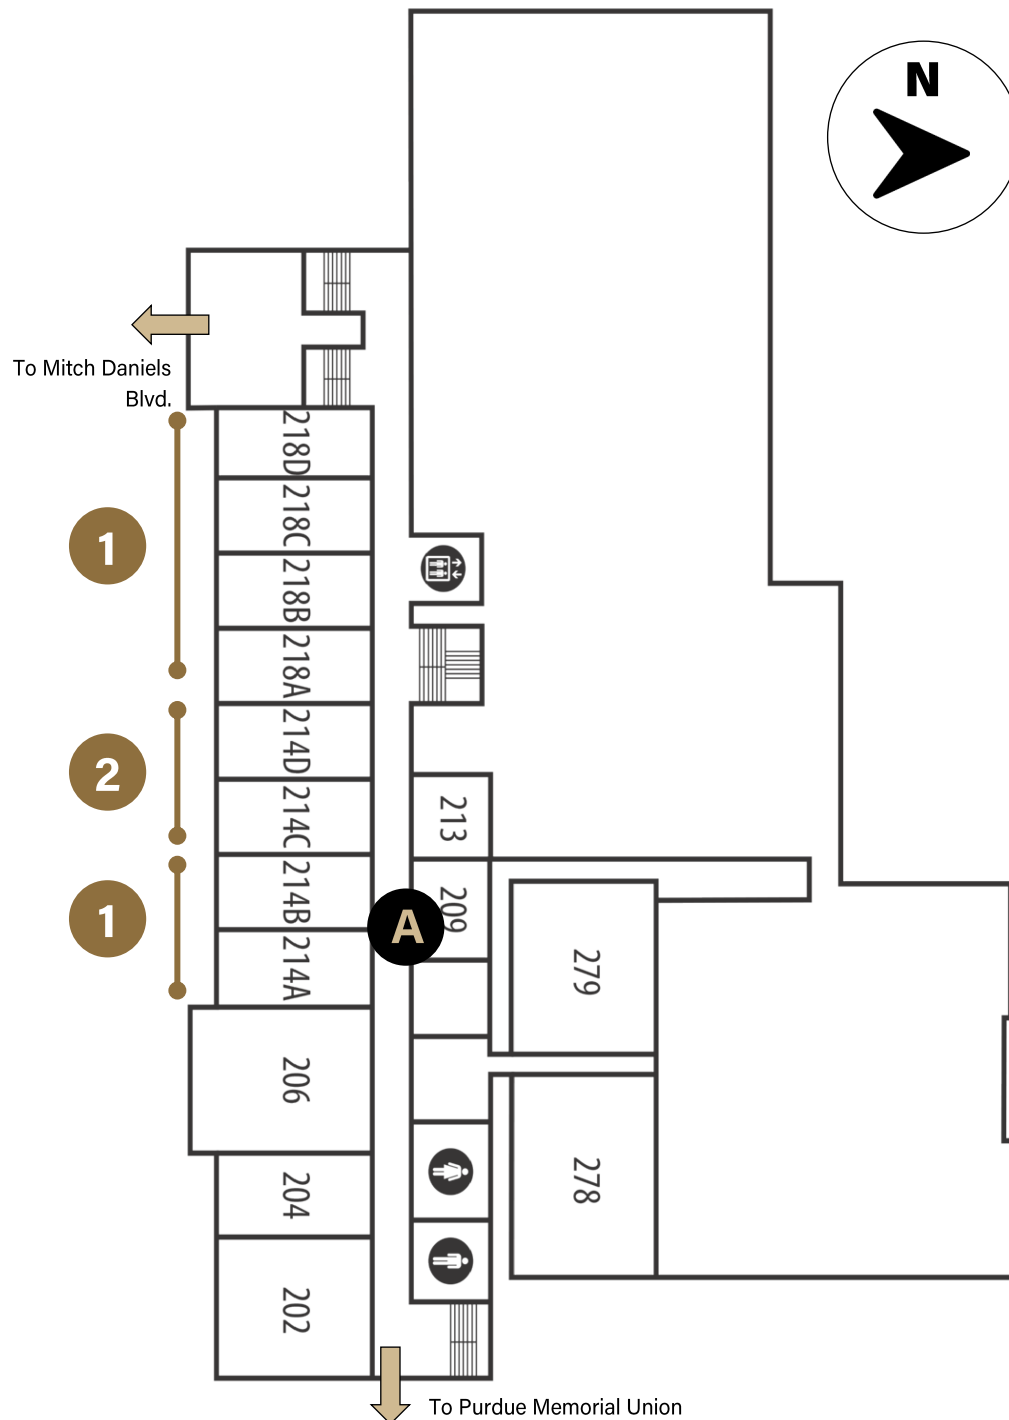 N
To Mitch Daniels
Blvd.
218D
218C
1
218B
218A
214D
2
214C
213
214B
209
1
A
214A
279
206
278
204
202
To Purdue Memorial Union